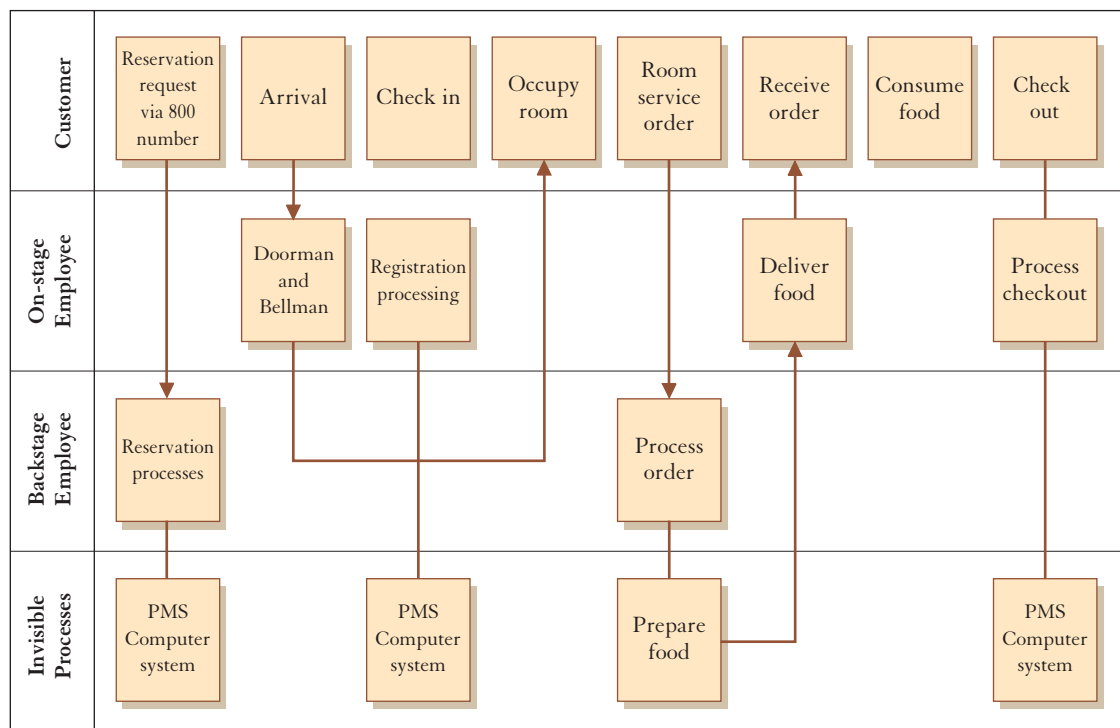 Customer
Reservation
request
via 800
number
Arrival
Check in
Occupy
room
Room
service
order
Receive
order
Consume
food
Check
out
On-stage
Employee
Doorman
and
Bellman
Registration
processing
Deliver
food
Process
checkout
Backstage
Employee
Reservation
processes
Process
order
Invisible
Processes
PMS
Computer
system
PMS
Computer
system
Prepare
food
PMS
Computer
system